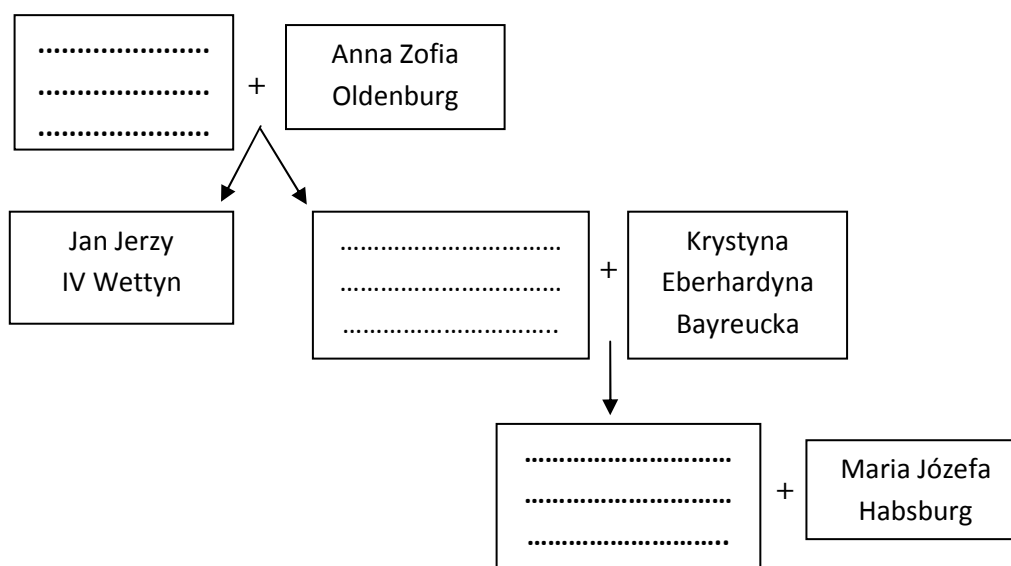 ........................
........................
........................
+
Anna Zofia
Oldenburg
Jan Jerzy
IV Wettyn
……………………………
……………………………
…………………………..
+
Krystyna
Eberhardyna
Bayreucka
…………………………
…………………………
………………………..
+
Maria Józefa
Habsburg